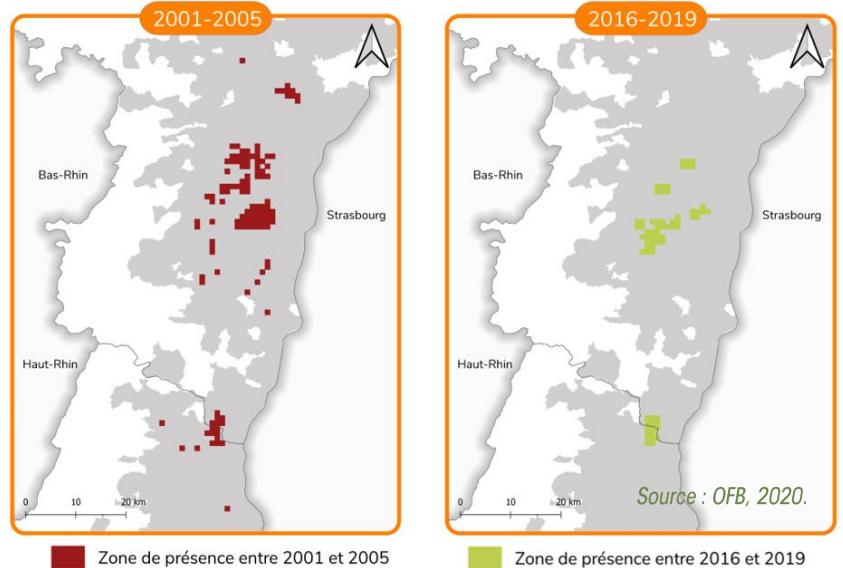 2001-2005
Bas-Rhin
Strasbourg
Haut-Rhin
0 10 20 km
Zone de présence entre 2001 et 2005
2016-2019
Bas-Rhin
Strasbourg
Haut-Rhin
Source : OFB, 2020.
0 10 20 km
Zone de présence entre 2016 et 2019